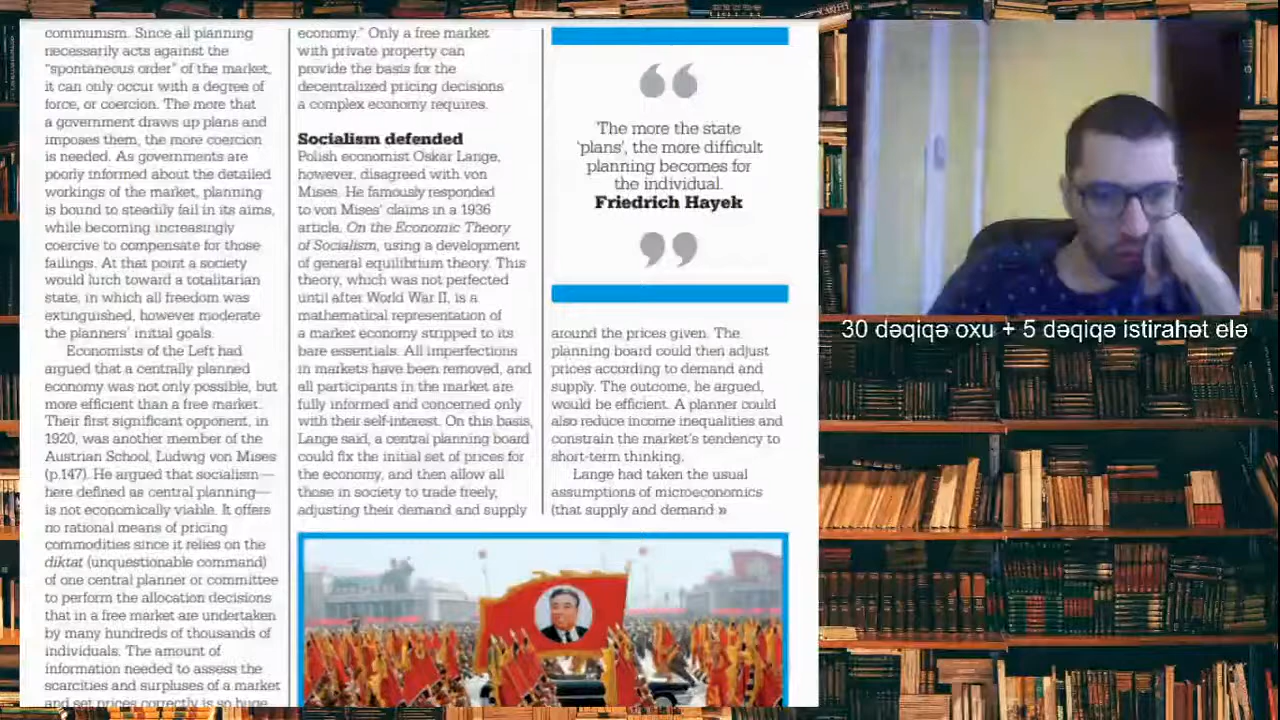 communism. Since all planning
necessarily acts against the
“spontaneous order” of the market,
it can only occur with a degree of
force, or coercion. The more that
a government draws up plans and
imposes them, the more coercion
is needed. As governments are
poorly informed about the detailed
workings of the market, planning
is bound to steadily fail in its aims,
while becoming increasingly
coercive to compensate for those
failings. At that point a society
would lurch toward a totalitarian
state, in which all freedom was
extinguished, however moderate
the planners’ initial goals.
Economists of the Left had
argued that a centrally planned
economy was not only possible, but
more efficient than a free market.
Their first significant opponent, in
1920, was another member of the
Austrian School, Ludwig von Mises
(p.147). He argued that socialism—
here defined as central planning—
is not economically viable. It offers
no rational means of pricing
commodities since it relies on the
diktat (unquestionable command)
of one central planner or committee
to perform the allocation decisions
that in a free market are undertaken
by many hundreds of thousands of
individuals. The amount of
information needed to assess the
scarcities and surpluses of a market
and set prices correctly is so huge
economy.” Only a free market
with private property can
provide the basis for the
decentralized pricing decisions
a complex economy requires.
Socialism defended
Polish economist Oskar Lange,
however, disagreed with von
Mises. He famously responded
to von Mises’ claims in a 1936
article, On the Economic Theory
of Socialism, using a development
of general equilibrium theory. This
theory, which was not perfected
until after World War II, is a
mathematical representation of
a market economy stripped to its
bare essentials. All imperfections
in markets have been removed, and
all participants in the market are
fully informed and concerned only
with their self-interest. On this basis,
Lange said, a central planning board
could fix the initial set of prices for
the economy, and then allow all
those in society to trade freely,
adjusting their demand and supply
“
The more the state
‘plans’, the more difficult
planning becomes for
the individual.
Friedrich Hayek
”
around the prices given. The
planning board could then adjust
prices according to demand and
supply. The outcome, he argued,
would be efficient. A planner could
also reduce income inequalities and
constrain the market’s tendency to
short-term thinking.
Lange had taken the usual
assumptions of microeconomics
(that supply and demand »
30 dəqiqə oxu + 5 dəqiqə istirahət elə